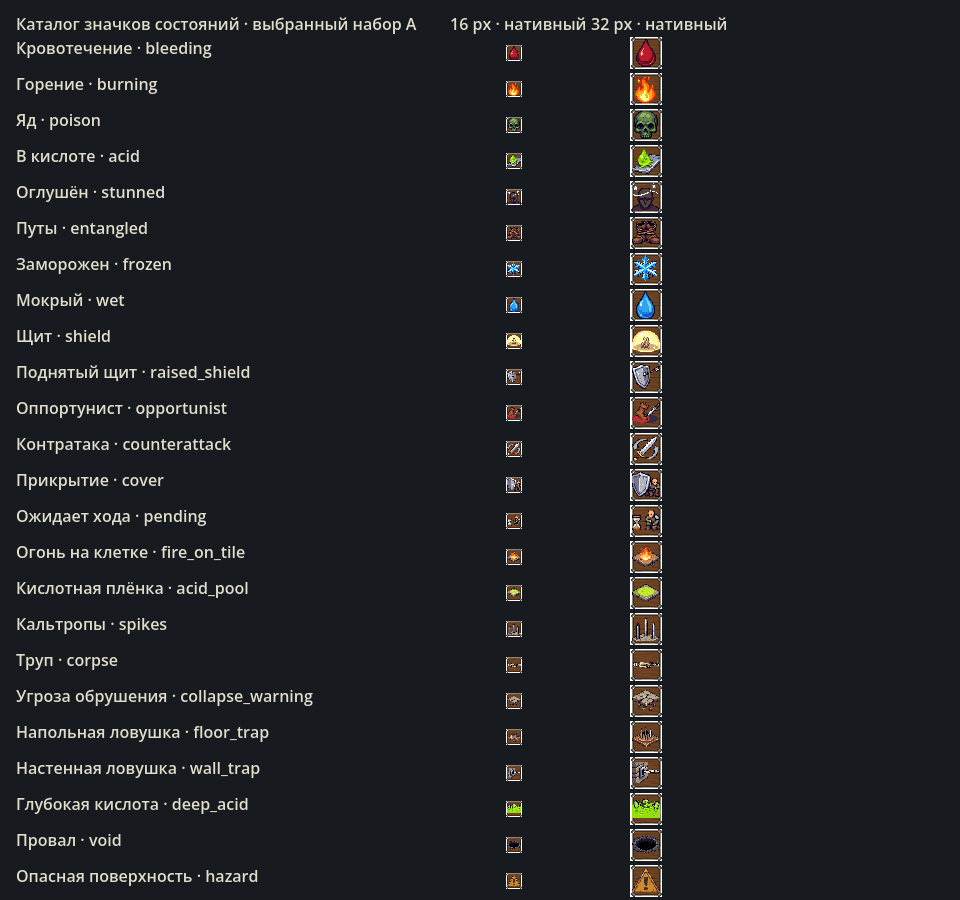 Каталог значков состояний · выбранный набор A 16 px · нативный 32 px · нативный
Кровотечение · bleeding
Горение · burning
Яд · poison
В кислоте · acid
Оглушён · stunned
Путы · entangled
Заморожен · frozen
Мокрый · wet
Щит · shield
Поднятый щит · raised_shield
Оппортунист · opportunist
Контратака · counterattack
Прикрытие · cover
Ожидает хода · pending
Огонь на клетке · fire_on_tile
Кислотная плёнка · acid_pool
Кальтропы · spikes
Труп · corpse
Угроза обрушения · collapse_warning
Напольная ловушка · floor_trap
Настенная ловушка · wall_trap
Глубокая кислота · deep_acid
Провал · void
Опасная поверхность · hazard